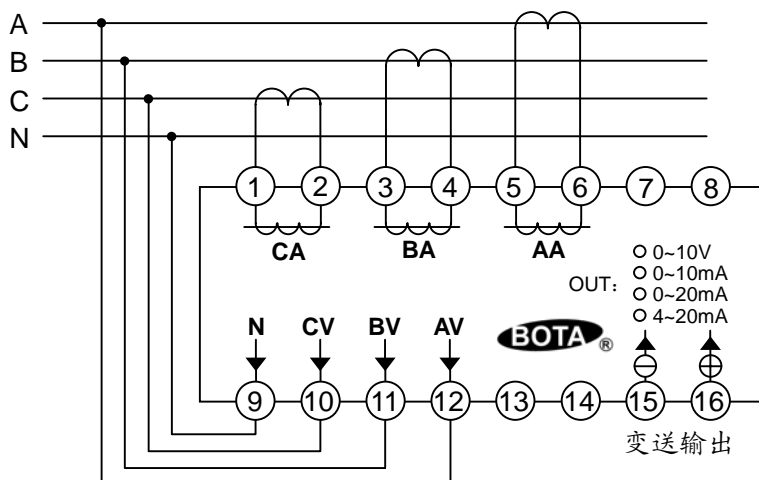 A
B
C
N
1 2 3 4 5 6 7 8
CA BA AA
OUT:
0~10V
0~10mA
0~20mA
4~20mA
N CV BV AV
BOTA ®
9 10 11 12 13 14 15 16
变送输出